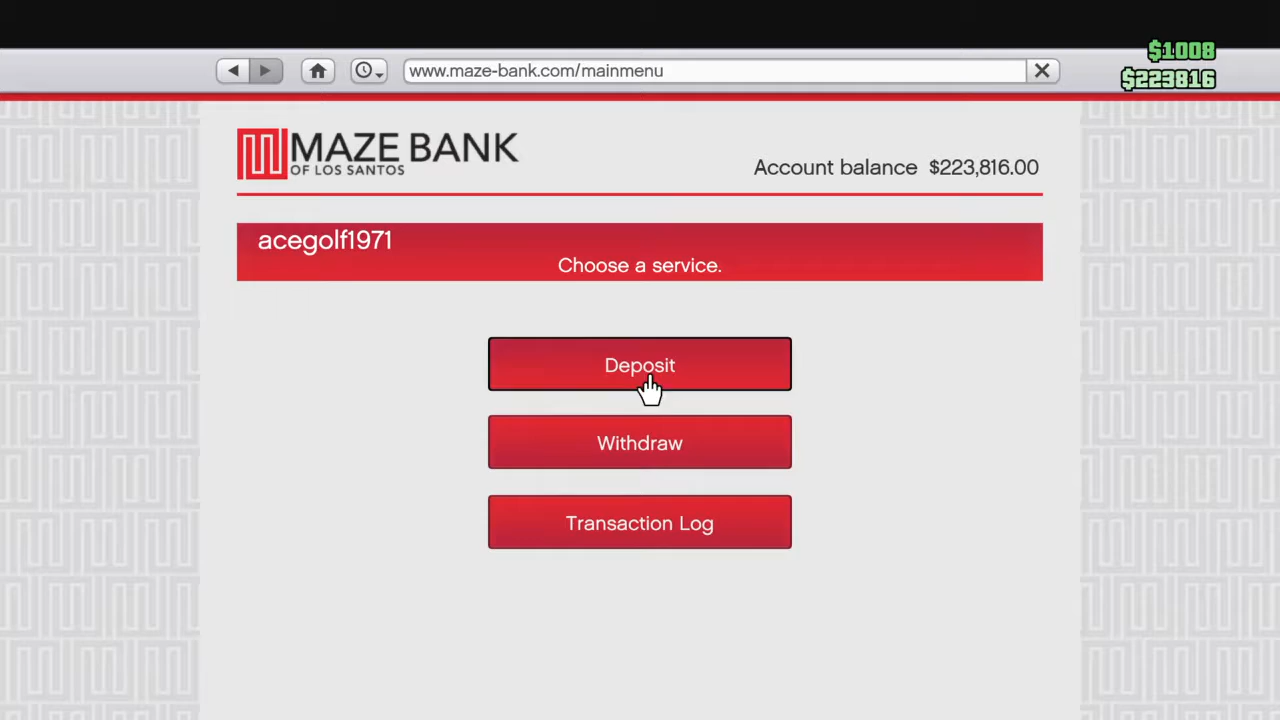 $1008
www.maze-bank.com/mainmenu
$223816
MAZE BANK
OF LOS SANTOS
Account balance $223,816.00
acegolf1971
Choose a service.
Deposit
Withdraw
Transaction Log